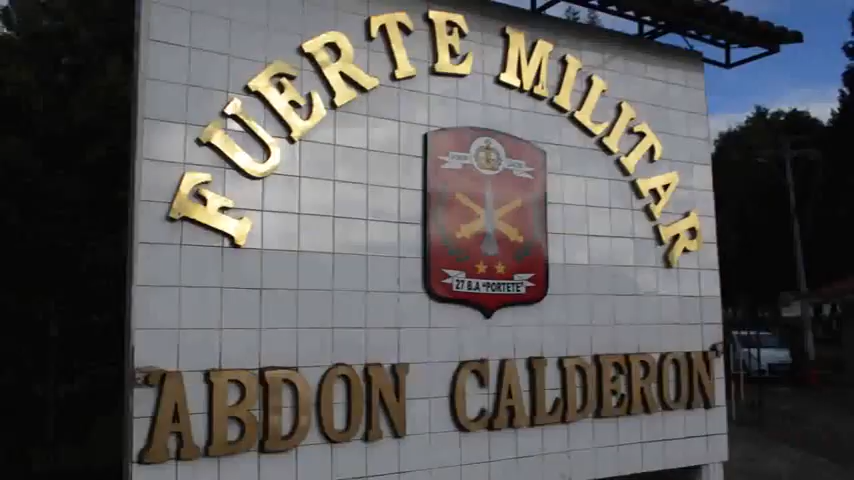 FUERTE MILITAR
27 B.A "PORTETE"
"ABDON CALDERON"